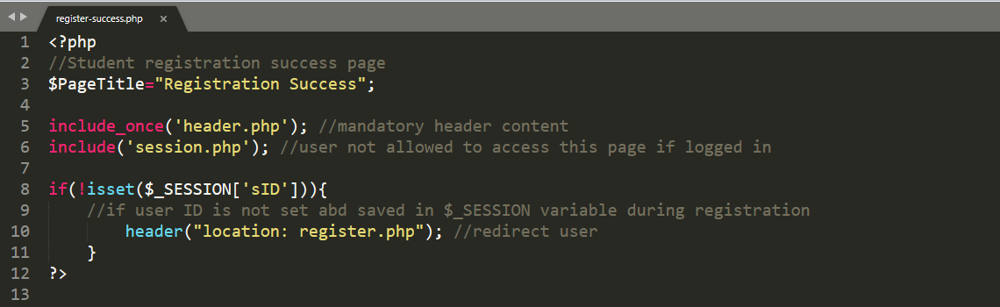 register-success.php ×
1 <?php
2 //Student registration success page
3 $PageTitle="Registration Success";
4
5 include_once('header.php'); //mandatory header content
6 include('session.php'); //user not allowed to access this page if logged in
7
8 if(!isset($_SESSION['sID'])){
9     //if user ID is not set abd saved in $_SESSION variable during registration
10         header("location: register.php"); //redirect user
11     }
12 ?>
13